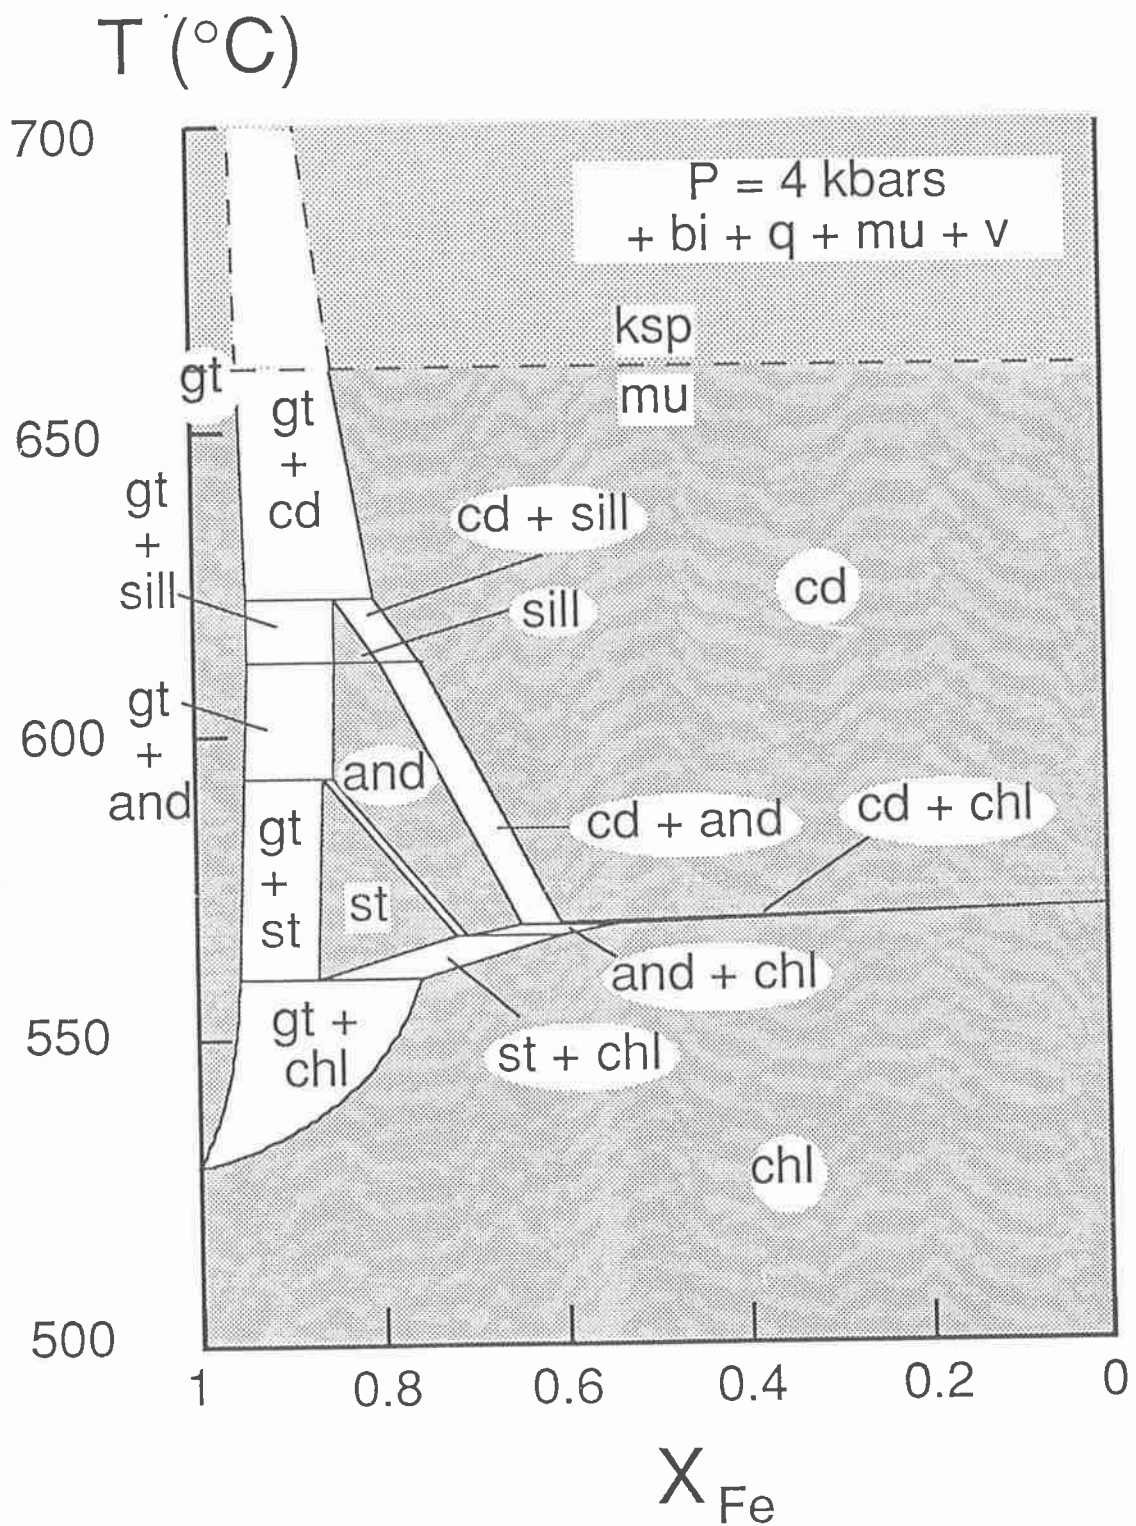 T (°C)
700
P = 4 kbars
+ bi + q + mu + v
ksp
gt
mu
gt
+
cd
650
gt
+
sill
cd + sill
sill
cd
600
gt
+
and
and
cd + and
cd + chl
gt
+
st
st
and + chl
550
gt +
chl
st + chl
chl
500
1
0.8
0.6
0.4
0.2
0
X Fe